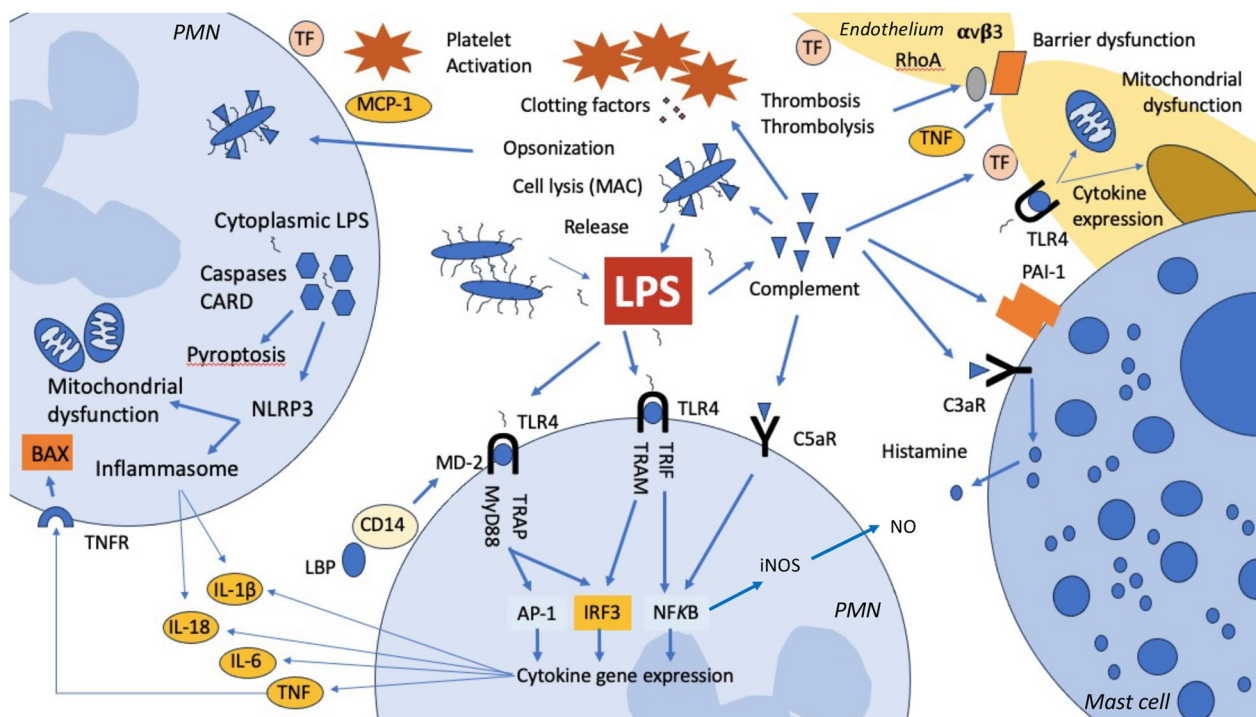 PMN
TF
Platelet
Activation
MCP-1
Clotting factors
Opsonization
Cell lysis (MAC)
Release
LPS
Thrombosis
Thrombolysis
TF
Endothelium
αvβ3
RhoA
Barrier dysfunction
TNF
Mitochondrial
dysfunction
TF
Cytokine
expression
TLR4
PAI-1
Complement
Cytoplasmic LPS
Caspases
CARD
Pyroptosis
Mitochondrial
dysfunction
NLRP3
BAX
Inflammasome
TNFR
TLR4
MD-2
CD14
LBP
MyD88
TRAP
TLR4
TRAM
TRIF
C5aR
C3aR
Histamine
NO
iNOS
AP-1
IRF3
NFKB
PMN
IL-1β
IL-18
IL-6
TNF
Cytokine gene expression
Mast cell